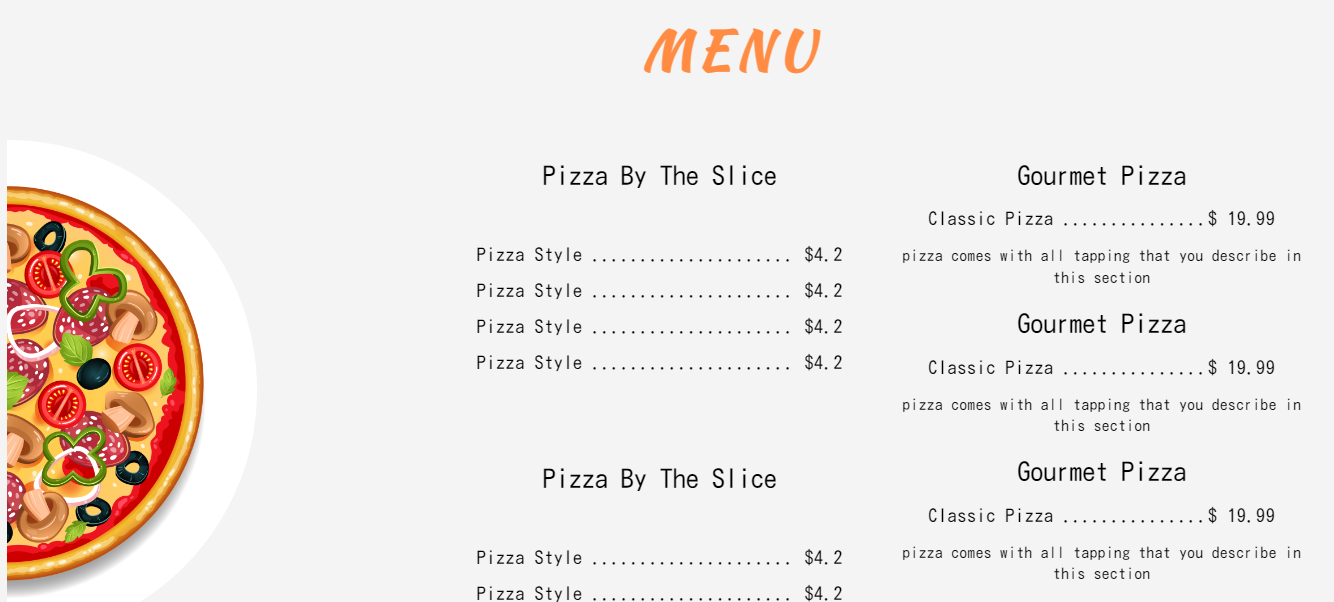 MENU
Pizza By The Slice
Pizza Style ..................... $4.2
Pizza Style ..................... $4.2
Pizza Style ..................... $4.2
Pizza Style ..................... $4.2
Pizza By The Slice
Pizza Style ..................... $4.2
Pizza Style ..................... $4.2
Gourmet Pizza
Classic Pizza ...............$ 19.99
pizza comes with all tapping that you describe in
this section
Gourmet Pizza
Classic Pizza ...............$ 19.99
pizza comes with all tapping that you describe in
this section
Gourmet Pizza
Classic Pizza ...............$ 19.99
pizza comes with all tapping that you describe in
this section